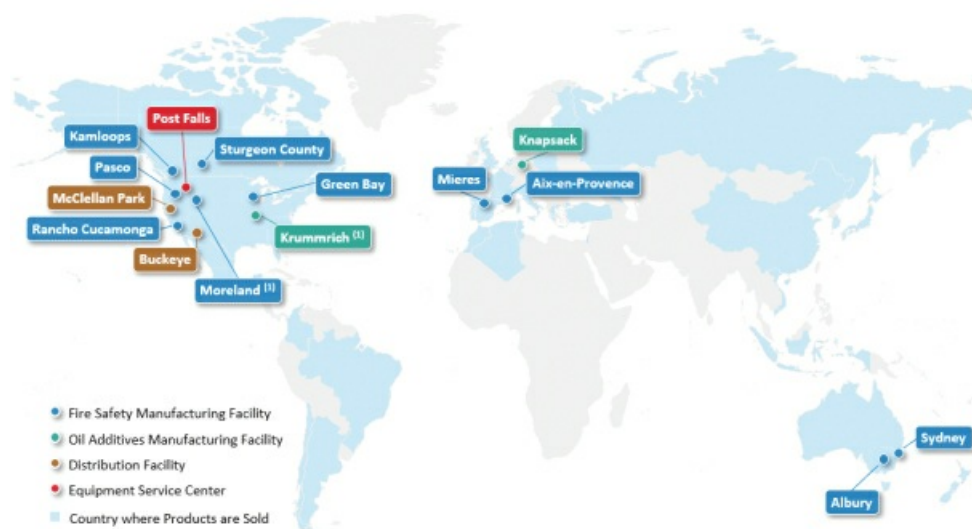 Post Falls
Kamloops
Sturgeon County
Pasco
McClellan Park
Rancho Cucamonga
Buckeye
Moreland (1)
Green Bay
Krummrich (1)
Knapsack
Mieres
Aix-en-Provence
Sydney
Albury
Fire Safety Manufacturing Facility
Oil Additives Manufacturing Facility
Distribution Facility
Equipment Service Center
Country where Products are Sold